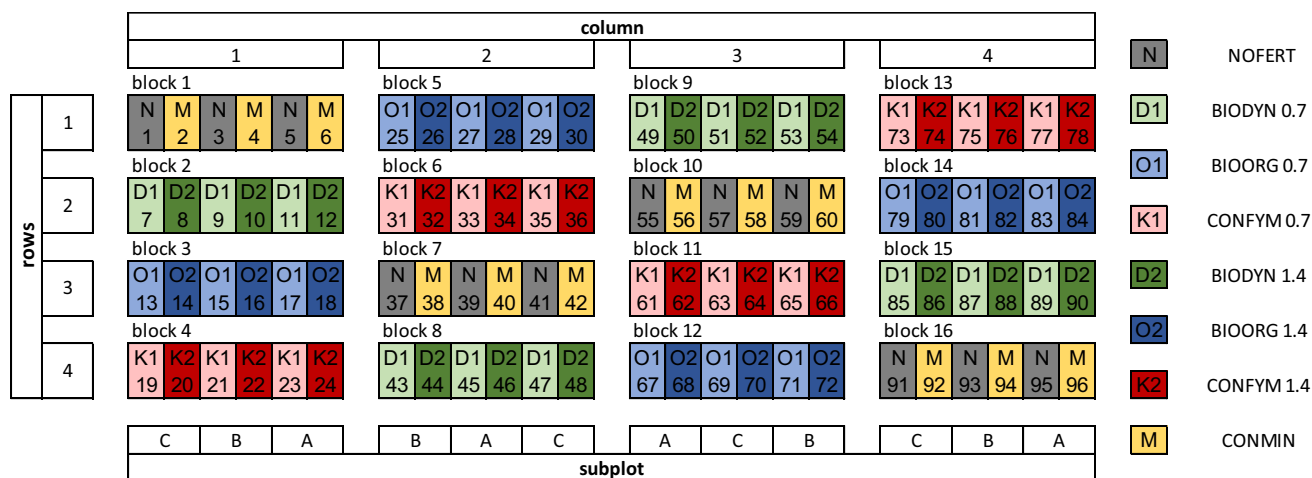 column
1 2 3 4
block 1 block 5 block 9 block 13
N M N M N M O1 O2 O1 O2 O1 O2 D1 D2 D1 D2 D1 D2 K1 K2 K1 K2 K1 K2
1 2 3 4 5 6 25 26 27 28 29 30 49 50 51 52 53 54 73 74 75 76 77 78
1
block 2 block 6 block 10 block 14
D1 D2 D1 D2 D1 D2 K1 K2 K1 K2 K1 K2 N M N M N M O1 O2 O1 O2 O1 O2
7 8 9 10 11 12 31 32 33 34 35 36 55 56 57 58 59 60 79 80 81 82 83 84
2
block 3 block 7 block 11 block 15
O1 O2 O1 O2 O1 O2 N M N M N M K1 K2 K1 K2 K1 K2 D1 D2 D1 D2 D1 D2
13 14 15 16 17 18 37 38 39 40 41 42 61 62 63 64 65 66 85 86 87 88 89 90
3
block 4 block 8 block 12 block 16
K1 K2 K1 K2 K1 K2 D1 D2 D1 D2 D1 D2 O1 O2 O1 O2 O1 O2 N M N M N M
19 20 21 22 23 24 43 44 45 46 47 48 67 68 69 70 71 72 91 92 93 94 95 96
4
rows
C B A B A C A C B C B A
subplot
N NOFERT
D1 BIODYN 0.7
O1 BIOORG 0.7
K1 CONFYM 0.7
D2 BIODYN 1.4
O2 BIOORG 1.4
K2 CONFYM 1.4
M CONMIN